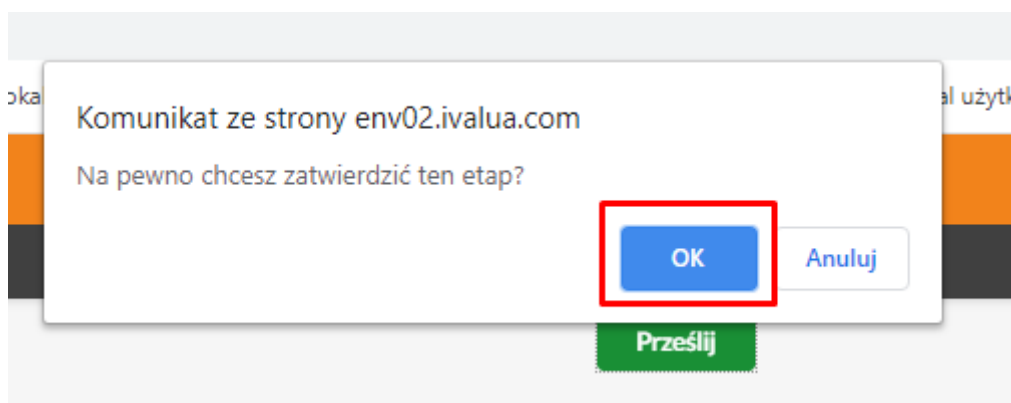 Komunikat ze strony env02.ivalua.com
Na pewno chcesz zatwierdzić ten etap?
OK Anuluj
Prześlij